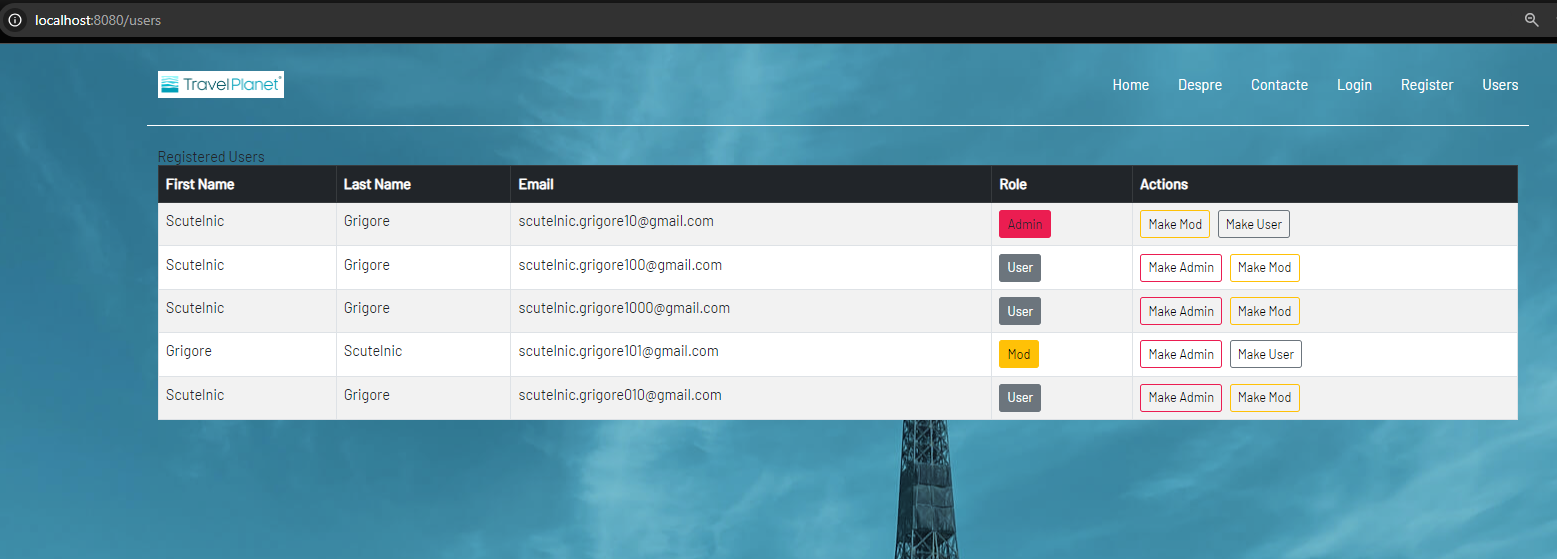 localhost:8080/users
TravelPlanet
Home Despre Contacte Login Register Users
Registered Users
First Name Last Name Email Role Actions
Scutelnic Grigore scutelnic.grigore10@gmail.com Admin Make Mod Make User
Scutelnic Grigore scutelnic.grigore100@gmail.com User Make Admin Make Mod
Scutelnic Grigore scutelnic.grigore1000@gmail.com User Make Admin Make Mod
Grigore Scutelnic scutelnic.grigore101@gmail.com Mod Make Admin Make User
Scutelnic Grigore scutelnic.grigore010@gmail.com User Make Admin Make Mod